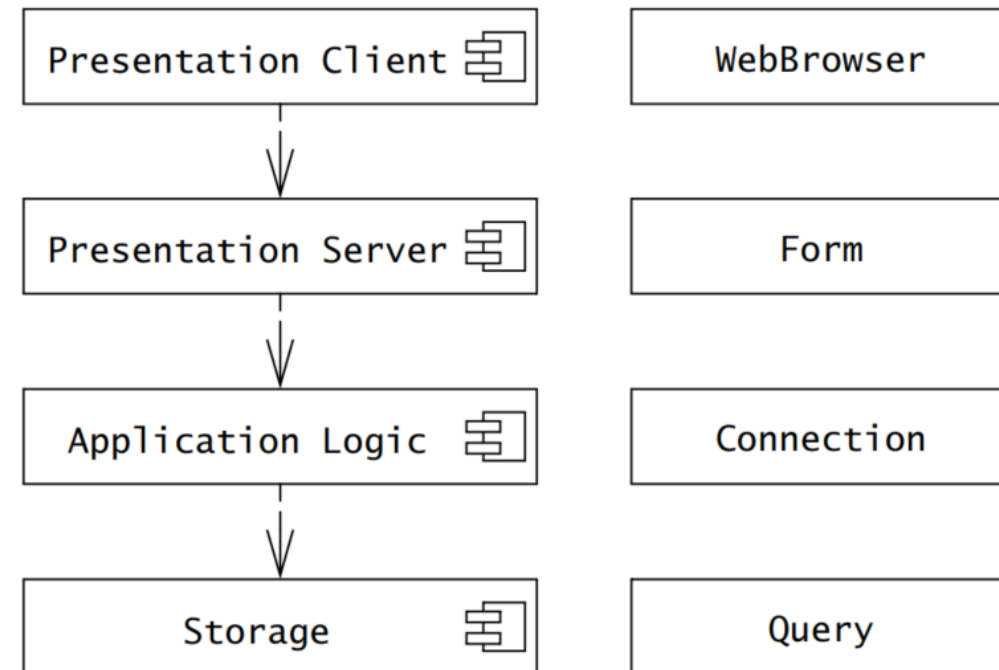 Presentation Client
WebBrowser
Presentation Server
Form
Application Logic
Connection
Storage
Query